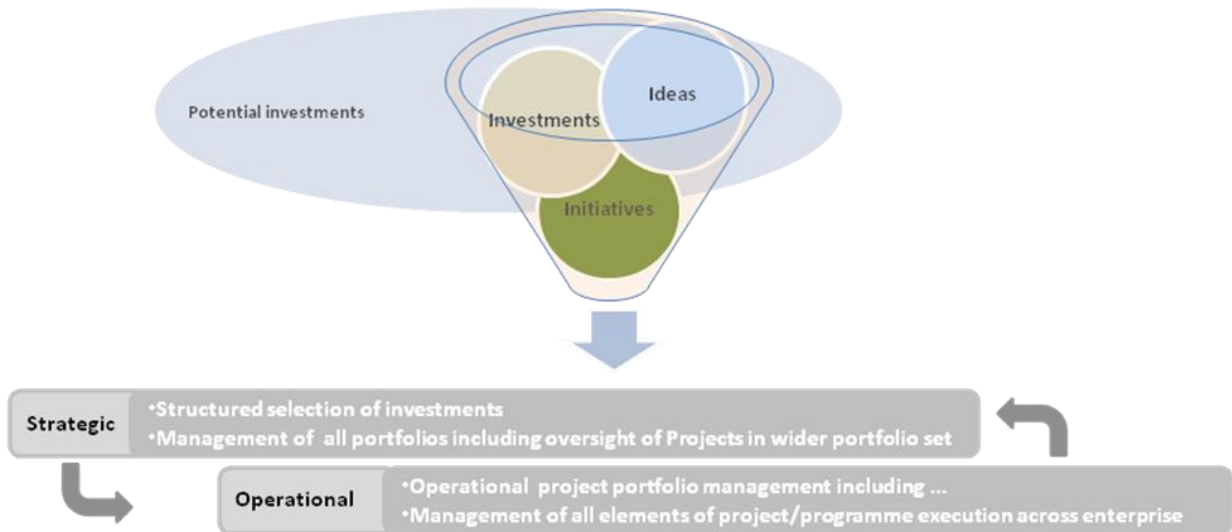 Potential investments
Ideas
Investments
Initiatives
Strategic
•Structured selection of investments
•Management of all portfolios including oversight of Projects in wider portfolio set
Operational
•Operational project portfolio management including ...
•Management of all elements of project/programme execution across enterprise